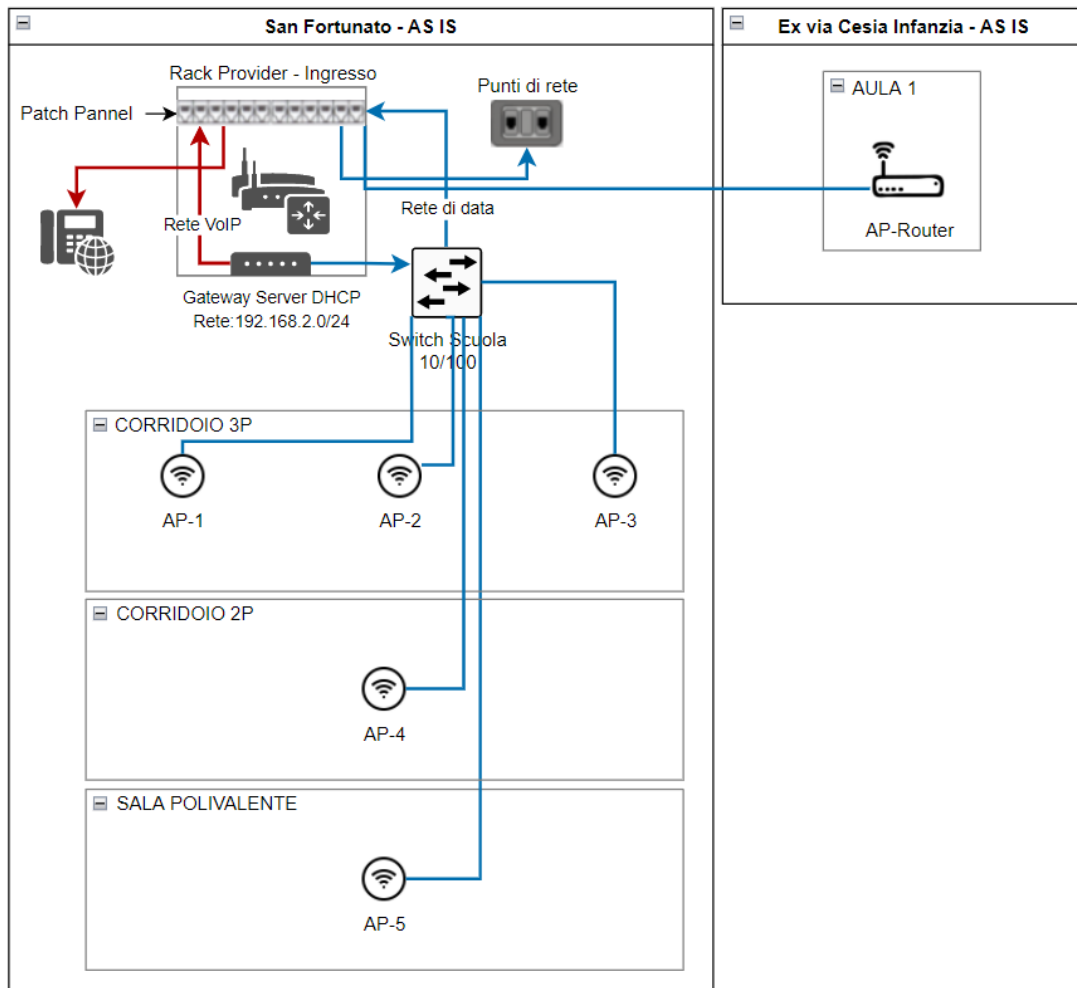 San Fortunato - AS IS
Ex via Cesia Infanzia - AS IS
Rack Provider - Ingresso
Patch Pannel
Punti di rete
AULA 1
AP-Router
Rete di data
Rete VoIP
Gateway Server DHCP
Rete:192.168.2.0/24
Switch Scuola
10/100
CORRIDOIO 3P
AP-1
AP-2
AP-3
CORRIDOIO 2P
AP-4
SALA POLIVALENTE
AP-5